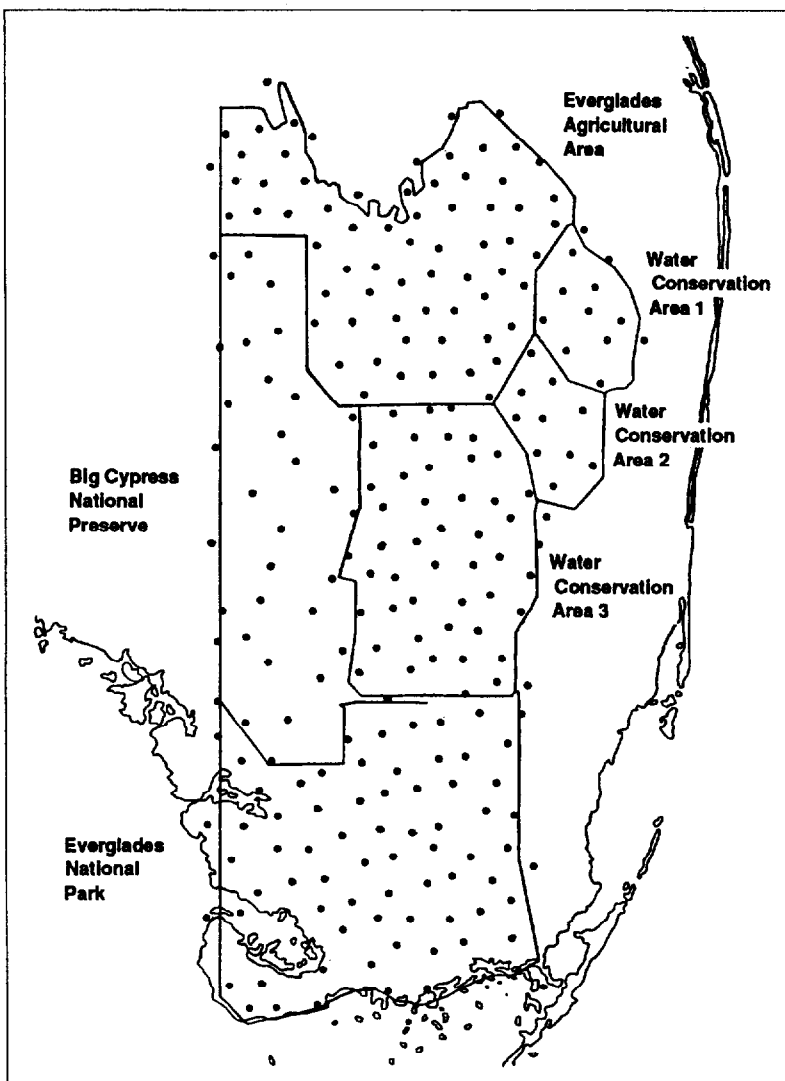 Everglades
Agricultural
Area
Water
Conservation
Area 1
Water
Conservation
Area 2
Big Cypress
National
Preserve
Water
Conservation
Area 3
Everglades
National
Park